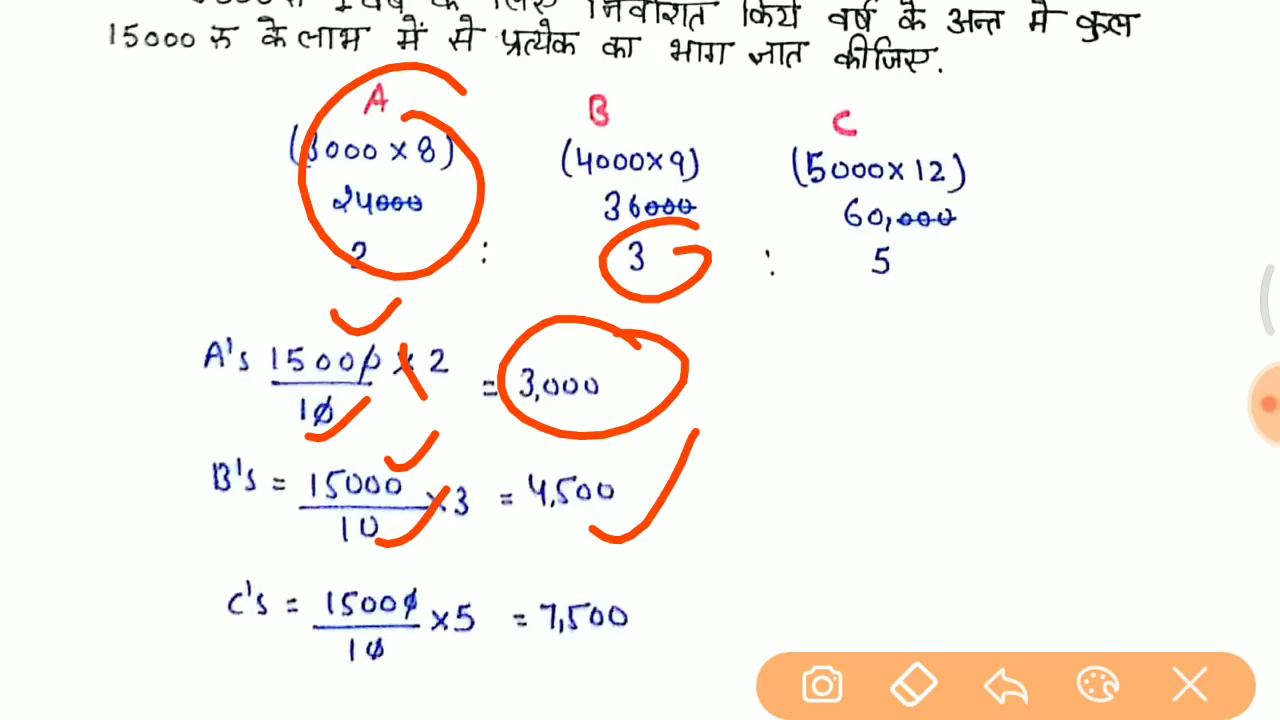 निवेशित किये वर्ष के अन्त मे कुल
15000 रु के लाभ में से प्रत्येक का भाग ज्ञात कीजिए.
A B C
(3000 x 8) (4000 x 9) (5000 x 12)
24000 36000 60,000
2 : 3 : 5
A's 15000/10 x 2 = 3,000
B's = 15000/10 x 3 = 4,500
C's = 15000/10 x 5 = 7,500